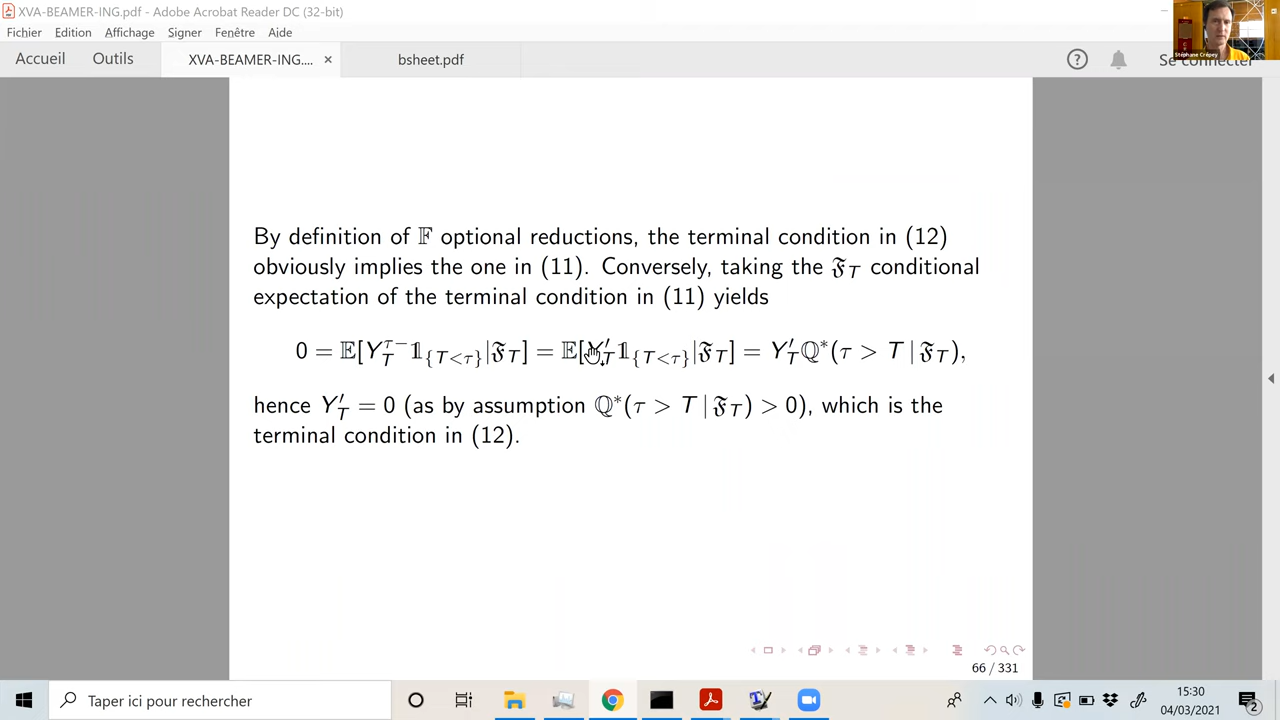 XVA-BEAMER-ING.pdf - Adobe Acrobat Reader DC (32-bit)
Fichier Edition Affichage Signer Fenêtre Aide
Accueil Outils XVA-BEAMER-ING.... × bsheet.pdf Se connecter
Stéphane Crépey
By definition of 𝔽 optional reductions, the terminal condition in (12)
obviously implies the one in (11). Conversely, taking the 𝔉_T conditional
expectation of the terminal condition in (11) yields
0 = 𝔼[Y_T^{τ−} 𝟙_{T<τ} | 𝔉_T] = 𝔼[Y′_T 𝟙_{T<τ} | 𝔉_T] = Y′_T ℚ*(τ > T | 𝔉_T),
hence Y′_T = 0 (as by assumption ℚ*(τ > T | 𝔉_T) > 0), which is the
terminal condition in (12).
66 / 331
Taper ici pour rechercher
15:30
04/03/2021
2